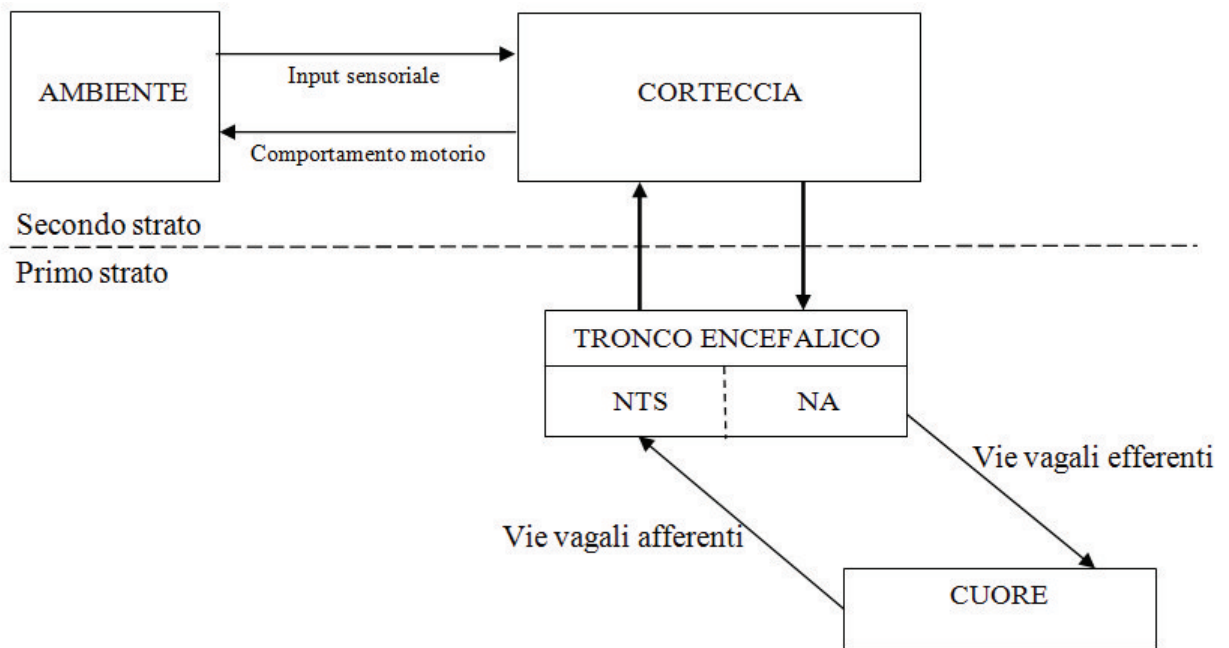 AMBIENTE
Input sensoriale
CORTECCIA
Comportamento motorio
Secondo strato
Primo strato
TRONCO ENCEFALICO
NTS
NA
Vie vagali efferenti
Vie vagali afferenti
CUORE